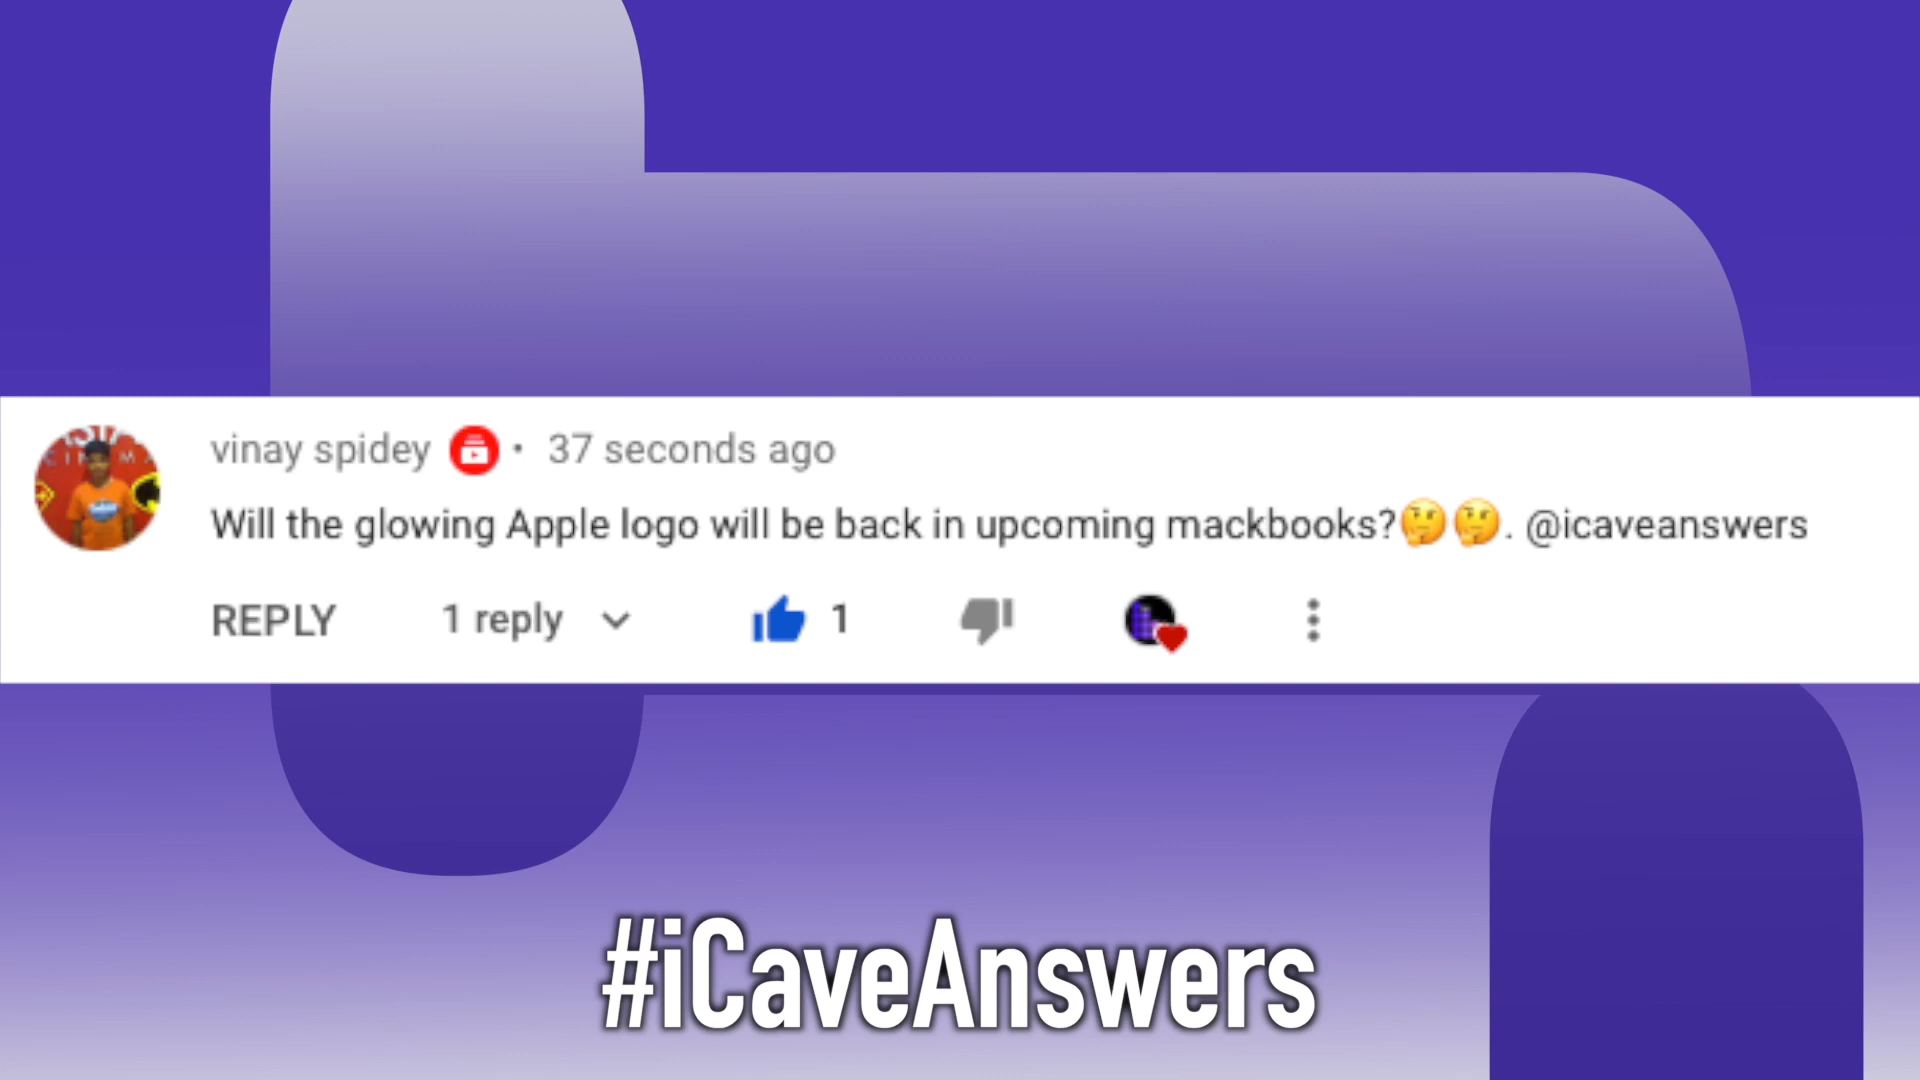 vinay spidey • 37 seconds ago
Will the glowing Apple logo will be back in upcoming mackbooks?🤔🤔. @icaveanswers
REPLY 1 reply 1
#iCaveAnswers